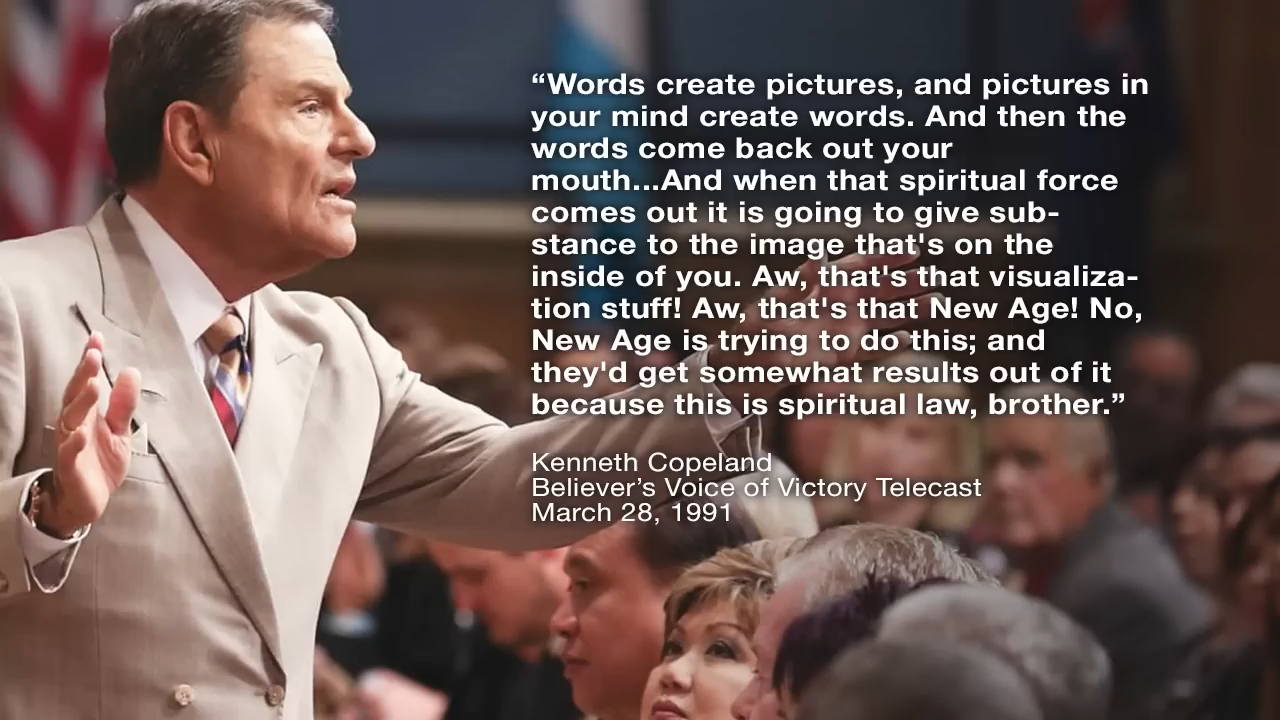 “Words create pictures, and pictures in
your mind create words. And then the
words come back out your
mouth...And when that spiritual force
comes out it is going to give sub-
stance to the image that's on the
inside of you. Aw, that's that visualiza-
tion stuff! Aw, that's that New Age! No,
New Age is trying to do this; and
they'd get somewhat results out of it
because this is spiritual law, brother.”
Kenneth Copeland
Believer’s Voice of Victory Telecast
March 28, 1991